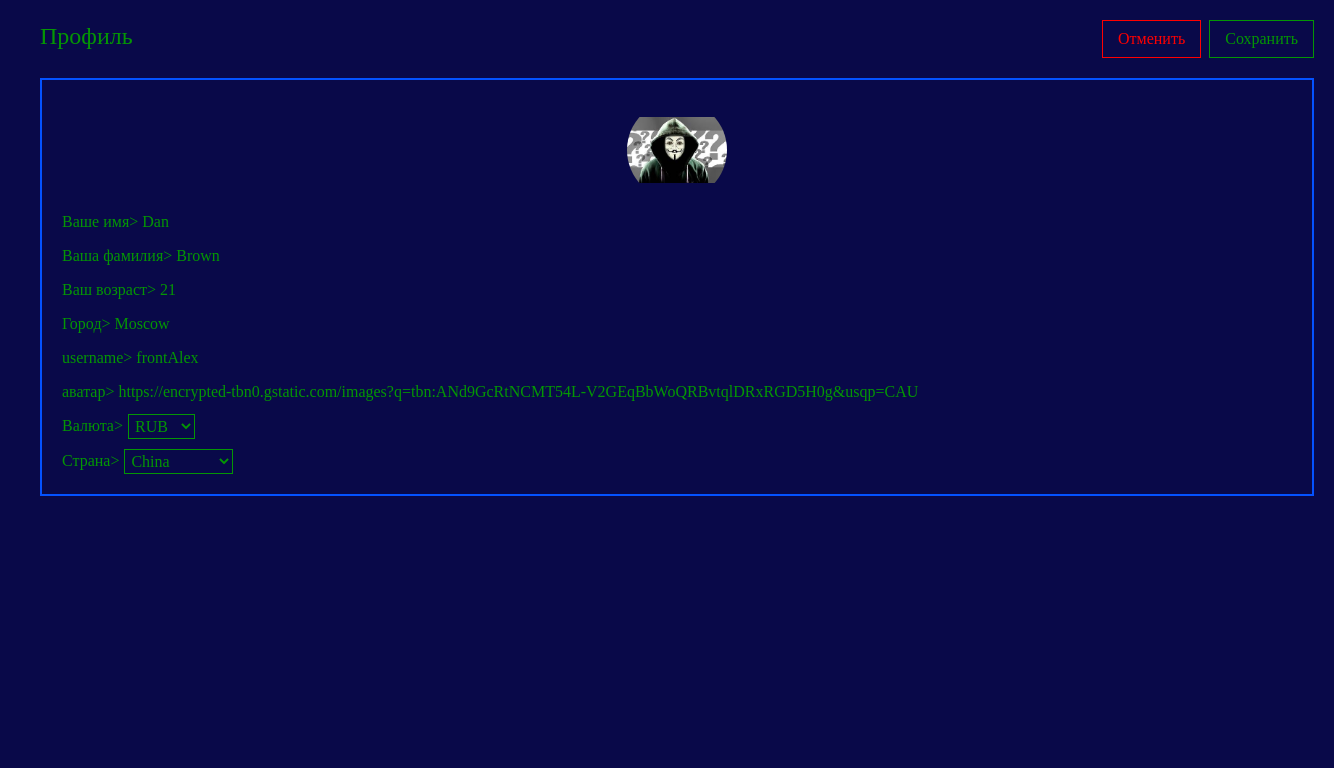 Профиль
Отменить Сохранить
Ваше имя> Dan
Ваша фамилия> Brown
Ваш возраст> 21
Город> Moscow
username> frontAlex
аватар> https://encrypted-tbn0.gstatic.com/images?q=tbn:ANd9GcRtNCMT54L-V2GEqBbWoQRBvtqlDRxRGD5H0g&usqp=CAU
Валюта> RUB
Страна> China